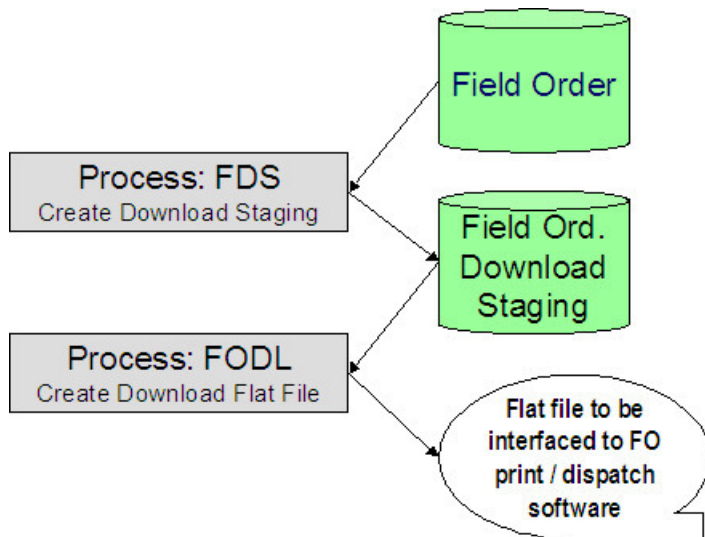 Field Order
Process: FDS
Create Download Staging
Field Ord.
Download
Staging
Process: FODL
Create Download Flat File
Flat file to be
interfaced to FO
print / dispatch
software